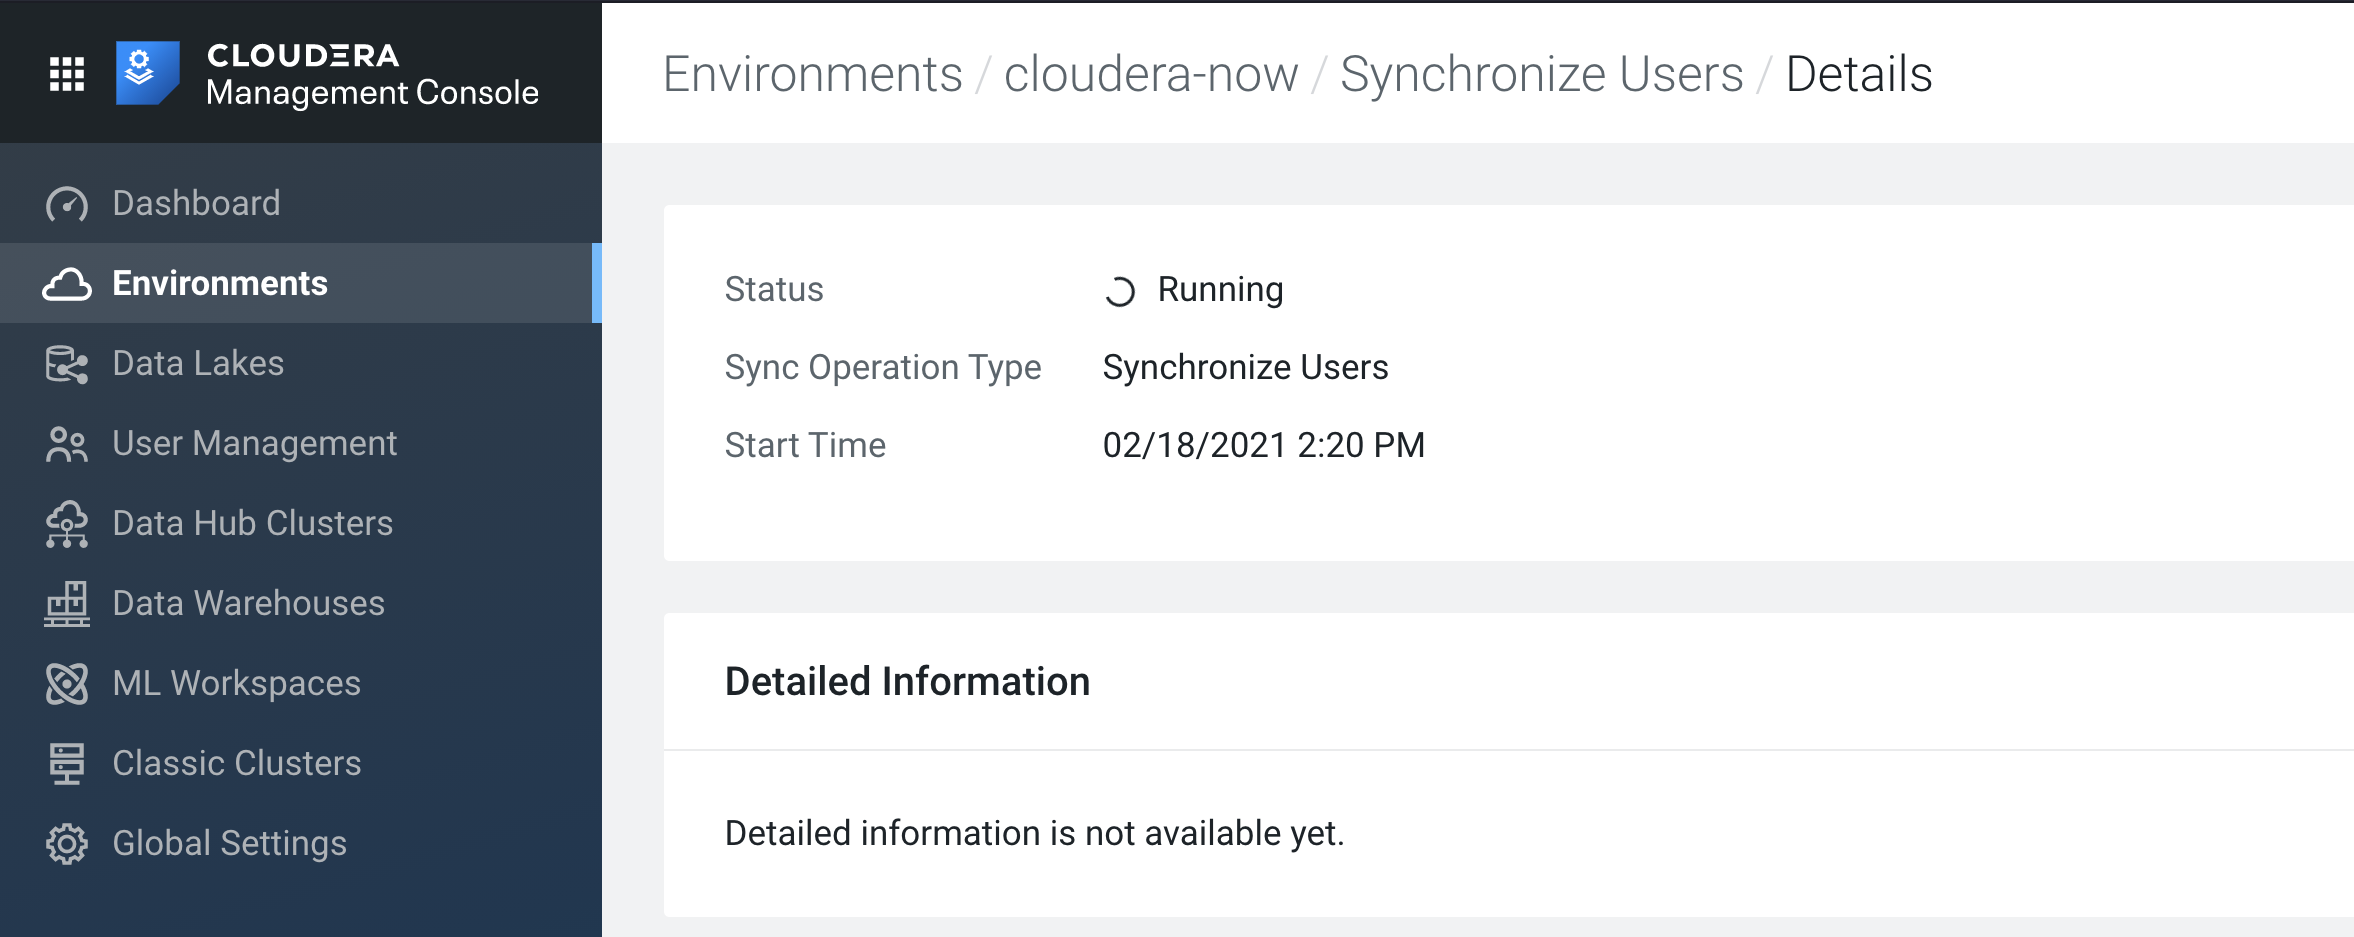 CLOUDERA
Management Console
Dashboard
Environments
Data Lakes
User Management
Data Hub Clusters
Data Warehouses
ML Workspaces
Classic Clusters
Global Settings
Environments / cloudera-now / Synchronize Users / Details
Status Running
Sync Operation Type Synchronize Users
Start Time 02/18/2021 2:20 PM
Detailed Information
Detailed information is not available yet.